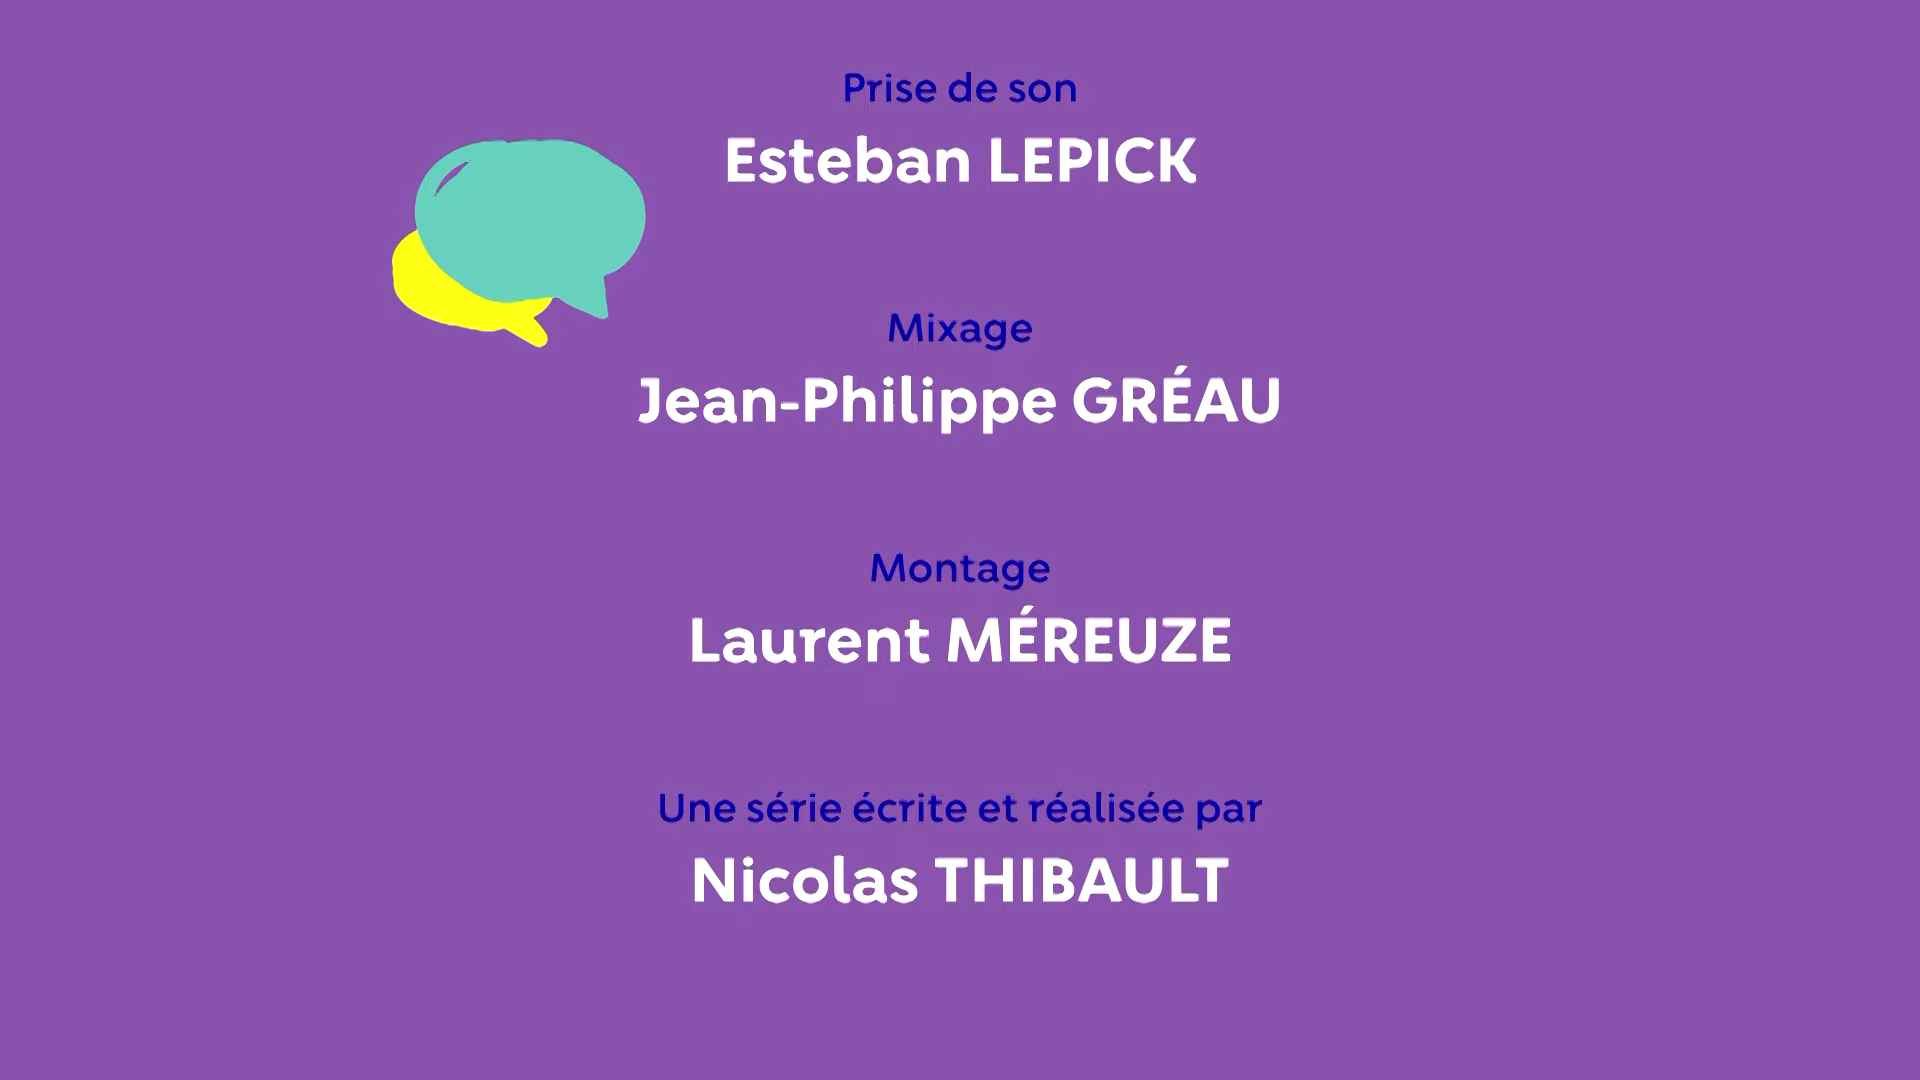 Prise de son
Esteban LEPICK
Mixage
Jean-Philippe GRÉAU
Montage
Laurent MÉREUZE
Une série écrite et réalisée par
Nicolas THIBAULT